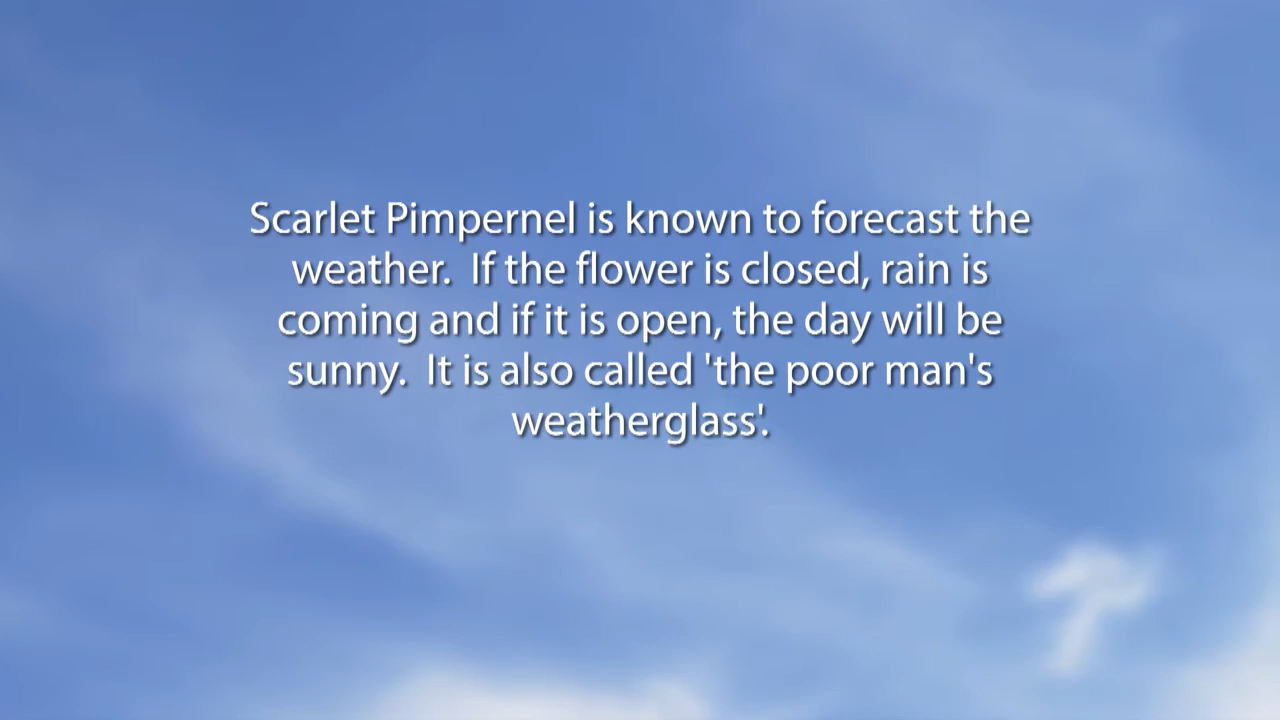 Scarlet Pimpernel is known to forecast the
weather.  If the flower is closed, rain is
coming and if it is open, the day will be
sunny.  It is also called 'the poor man's
weatherglass'.